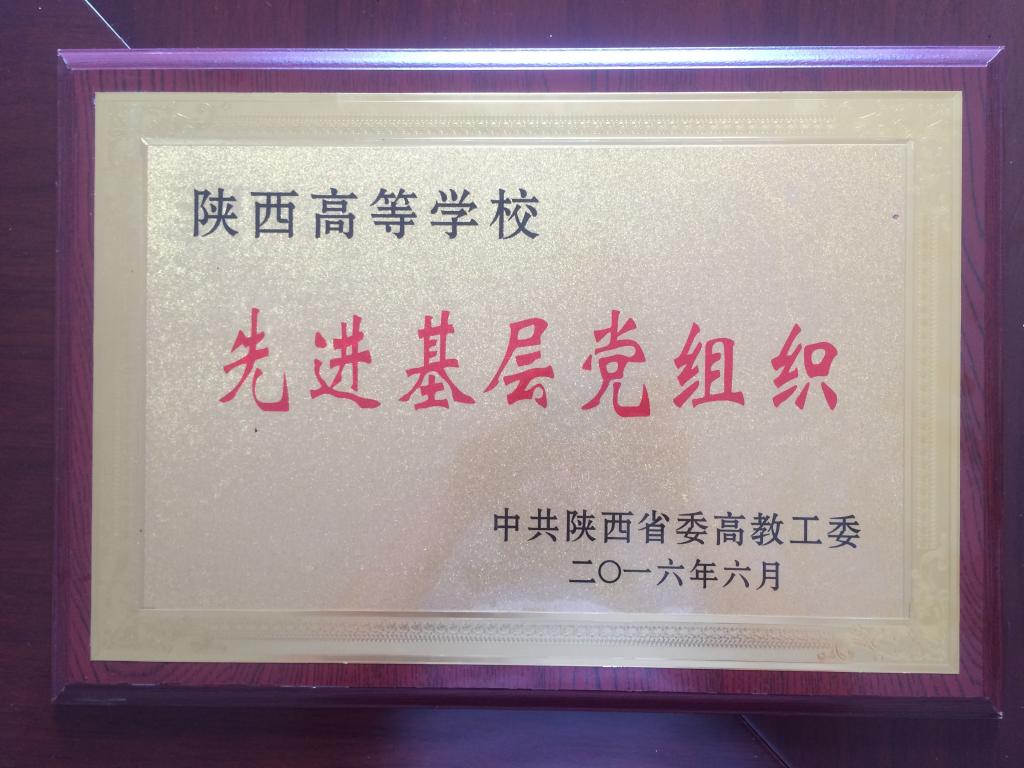 陕西高等学校
先进基层党组织
中共陕西省委高教工委
二〇一六年六月